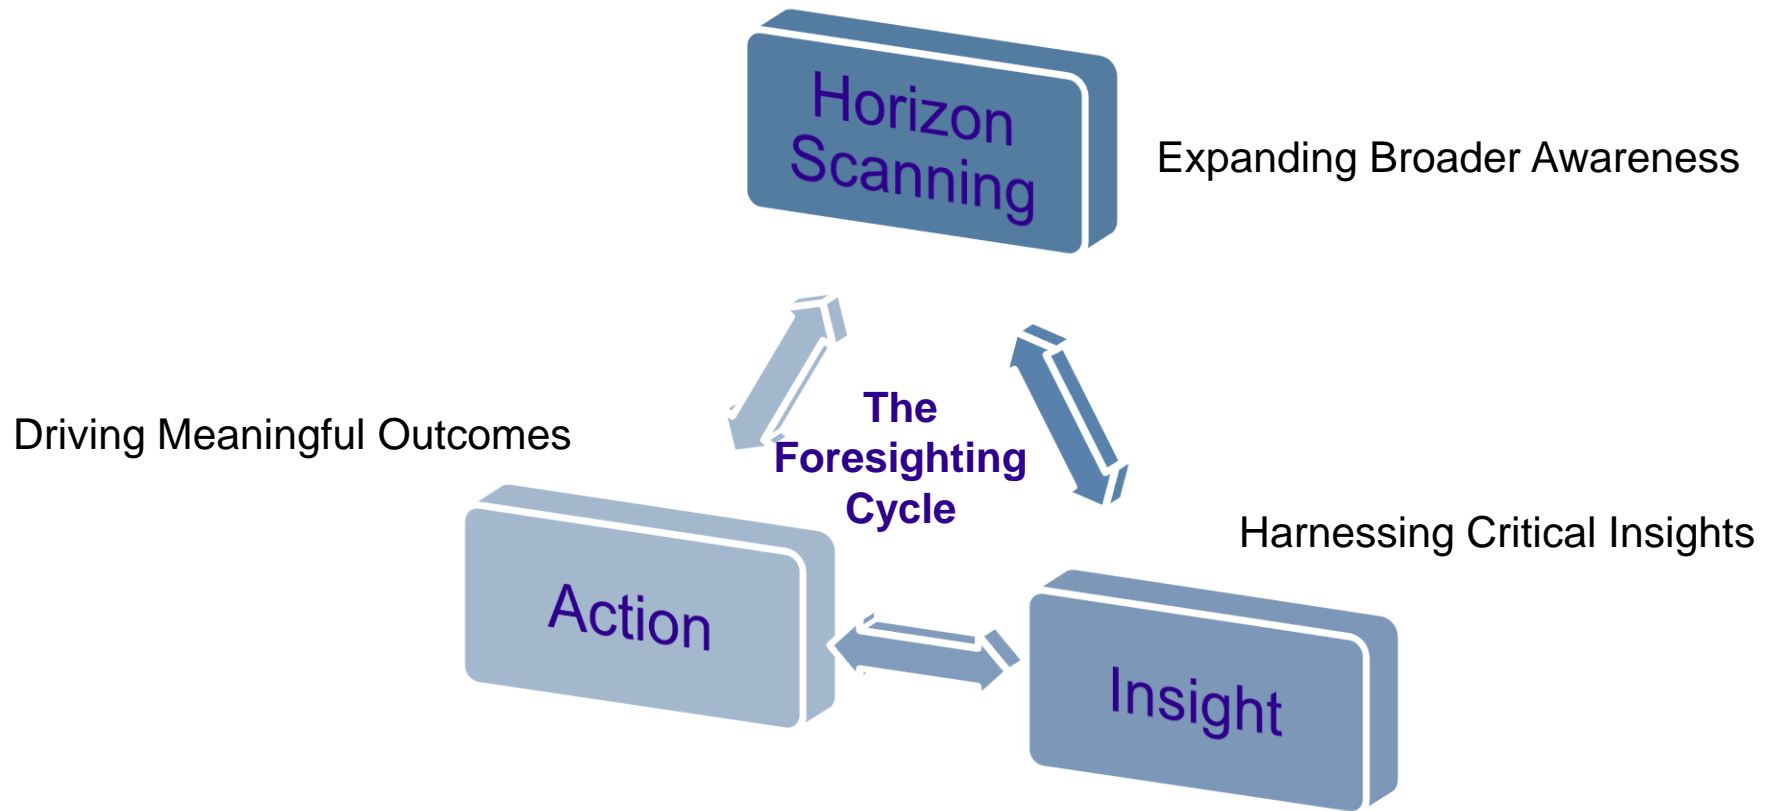 Horizon
Scanning
Expanding Broader Awareness
The
Foresighting
Cycle
Driving Meaningful Outcomes
Harnessing Critical Insights
Action
Insight